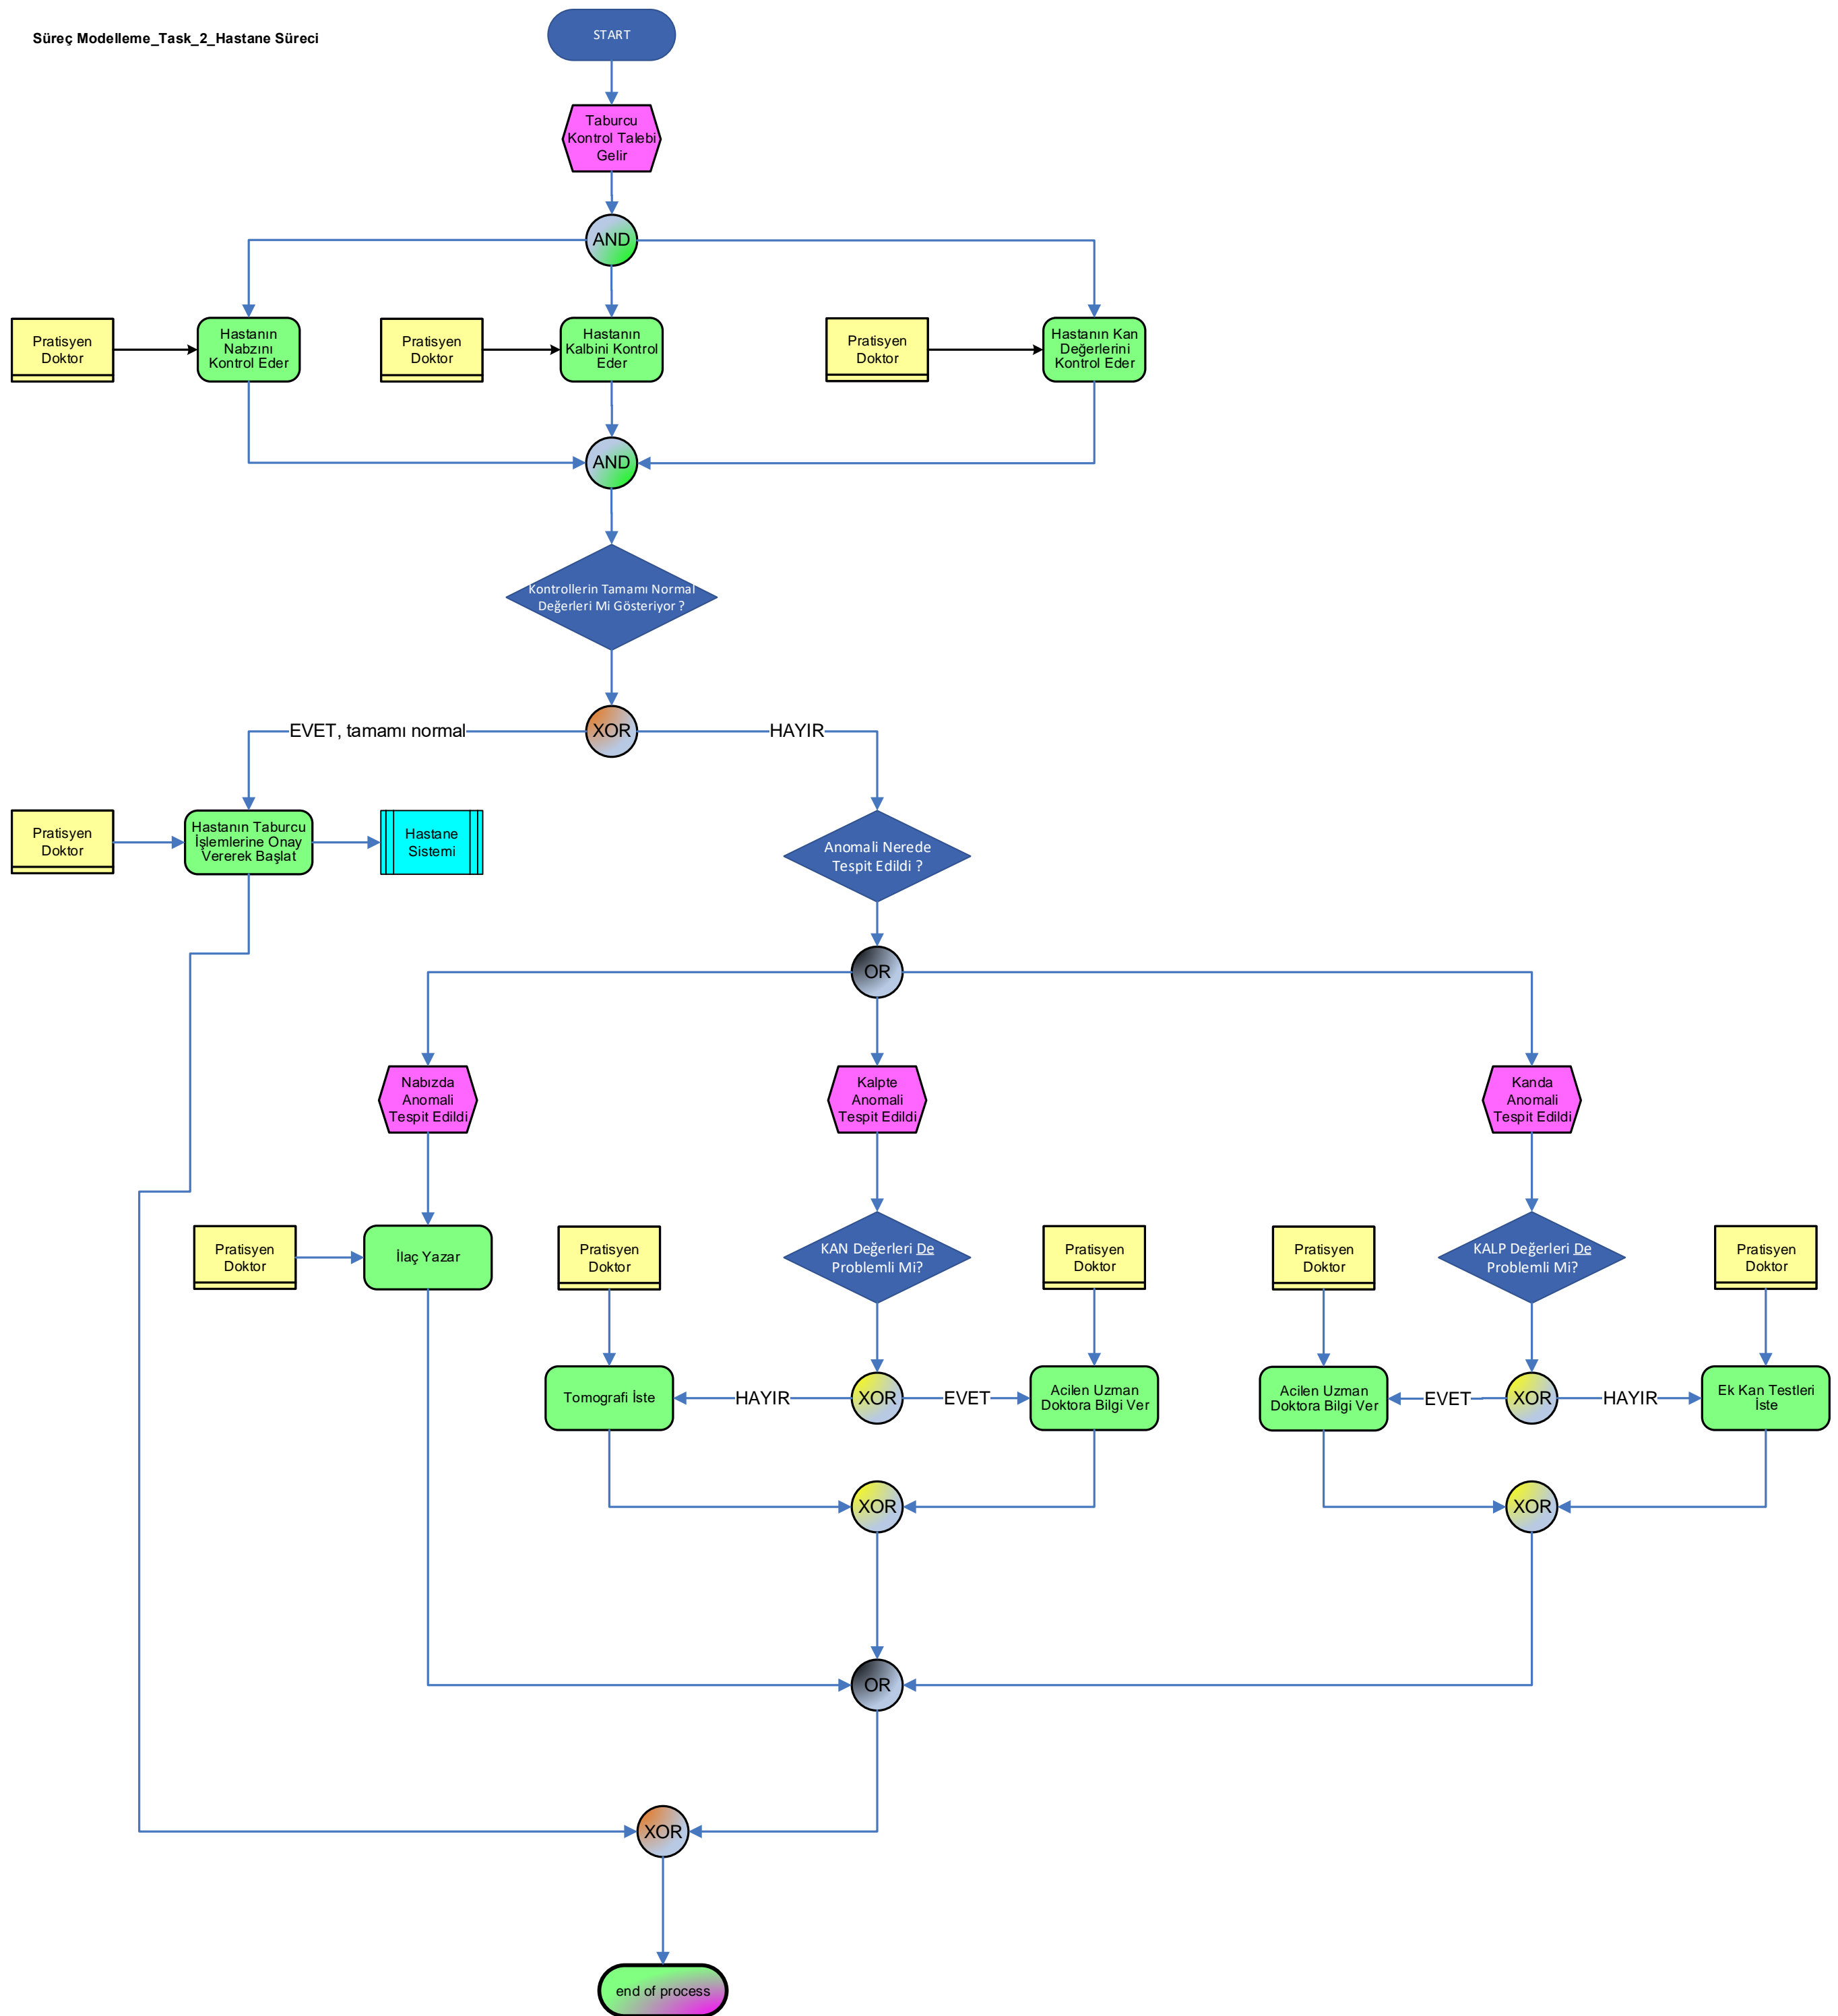 Süreç Modelleme_Task_2_Hastane Süreci
START
Taburcu
Kontrol Talebi
Gelir
AND
Pratisyen
Doktor
Hastanın
Nabzını
Kontrol Eder
Pratisyen
Doktor
Hastanın
Kalbini Kontrol
Eder
Pratisyen
Doktor
Hastanın Kan
Değerlerini
Kontrol Eder
AND
Kontrollerin Tamamı Normal
Değerleri Mi Gösteriyor ?
EVET, tamamı normal
XOR
HAYIR
Pratisyen
Doktor
Hastanın Taburcu
İşlemlerine Onay
Vererek Başlat
Hastane
Sistemi
Anomali Nerede
Tespit Edildi ?
OR
Nabızda
Anomali
Tespit Edildi
Kalpte
Anomali
Tespit Edildi
Kanda
Anomali
Tespit Edildi
Pratisyen
Doktor
İlaç Yazar
Pratisyen
Doktor
KAN Değerleri De
Problemli Mi?
Pratisyen
Doktor
Pratisyen
Doktor
KALP Değerleri De
Problemli Mi?
Pratisyen
Doktor
Tomografi İste
HAYIR
XOR
EVET
Acilen Uzman
Doktora Bilgi Ver
Acilen Uzman
Doktora Bilgi Ver
EVET
XOR
HAYIR
Ek Kan Testleri
İste
XOR
XOR
OR
XOR
end of process